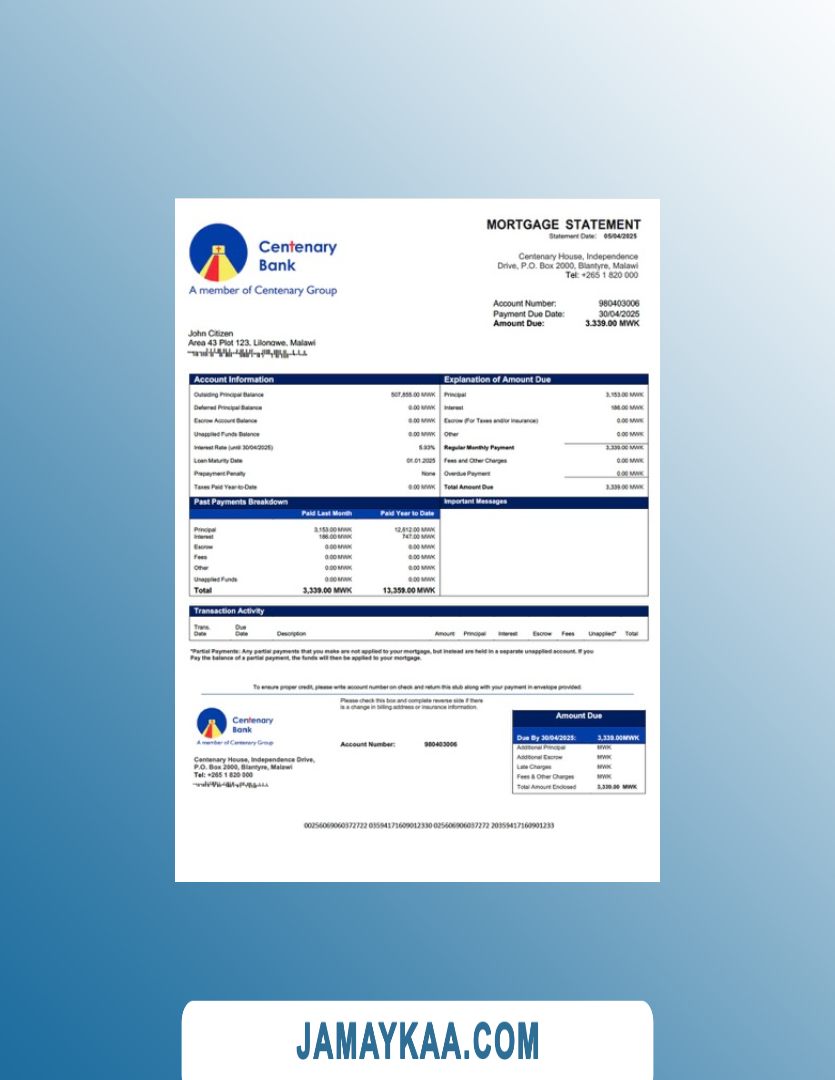 MORTGAGE STATEMENT
Statement Date: 05/04/2025
Centenary Bank
A member of Centenary Group
Centenary House, Independence
Drive, P.O. Box 2000, Blantyre, Malawi
Tel: +265 1 820 000
Account Number: 980403006
Payment Due Date: 30/04/2025
Amount Due: 3.339.00 MWK
John Citizen
Area 43 Plot 123, Lilongwe, Malawi
Account Information
Outsiding Principal Balance 507,855.00 MWK
Deferred Principal Balance 0.00 MWK
Escrow Account Balance 0.00 MWK
Unapplied Funds Balance 0.00 MWK
Interest Rate (until 30/04/2025) 5.93%
Loan Maturity Date 01.01.2025
Prepayment Penalty None
Taxes Paid Year-to-Date 0.00 MWK
Explanation of Amount Due
Principal 3,153.00 MWK
Interest 186.00 MWK
Escrow (For Taxes and/or Insurance) 0.00 MWK
Other 0.00 MWK
Regular Monthly Payment 3,339.00 MWK
Fees and Other Charges 0.00 MWK
Overdue Payment 0.00 MWK
Total Amount Due 3,339.00 MWK
Past Payments Breakdown
Paid Last Month Paid Year to Date
Principal 3,153.00 MWK 12,612.00 MWK
Interest 186.00 MWK 747.00 MWK
Escrow 0.00 MWK 0.00 MWK
Fees 0.00 MWK 0.00 MWK
Other 0.00 MWK 0.00 MWK
Unapplied Funds 0.00 MWK 0.00 MWK
Total 3,339.00 MWK 13,359.00 MWK
Important Messages
Transaction Activity
Trans. Date Due Date Description Amount Principal Interest Escrow Fees Unapplied* Total
*Partial Payments: Any partial payments that you make are not applied to your mortgage, but instead are held in a separate unapplied account. If you
Pay the balance of a partial payment, the funds will then be applied to your mortgage.
To ensure proper credit, please write account number on check and return this stub along with your payment in envelope provided.
Please check this box and complete reverse side if there
is a change in billing address or insurance information.
Centenary Bank
A member of Centenary Group
Account Number: 980403006
Centenary House, Independence Drive,
P.O. Box 2000, Blantyre, Malawi
Tel: +265 1 820 000
Amount Due
Due By 30/04/2025: 3,339.00MWK
Additional Principal MWK
Additional Escrow MWK
Late Charges MWK
Fees & Other Charges MWK
Total Amount Enclosed 3,339.00 MWK
00256069060372722 03594171609012330 025606906037272 20359417160901233
JAMAYKAA.COM